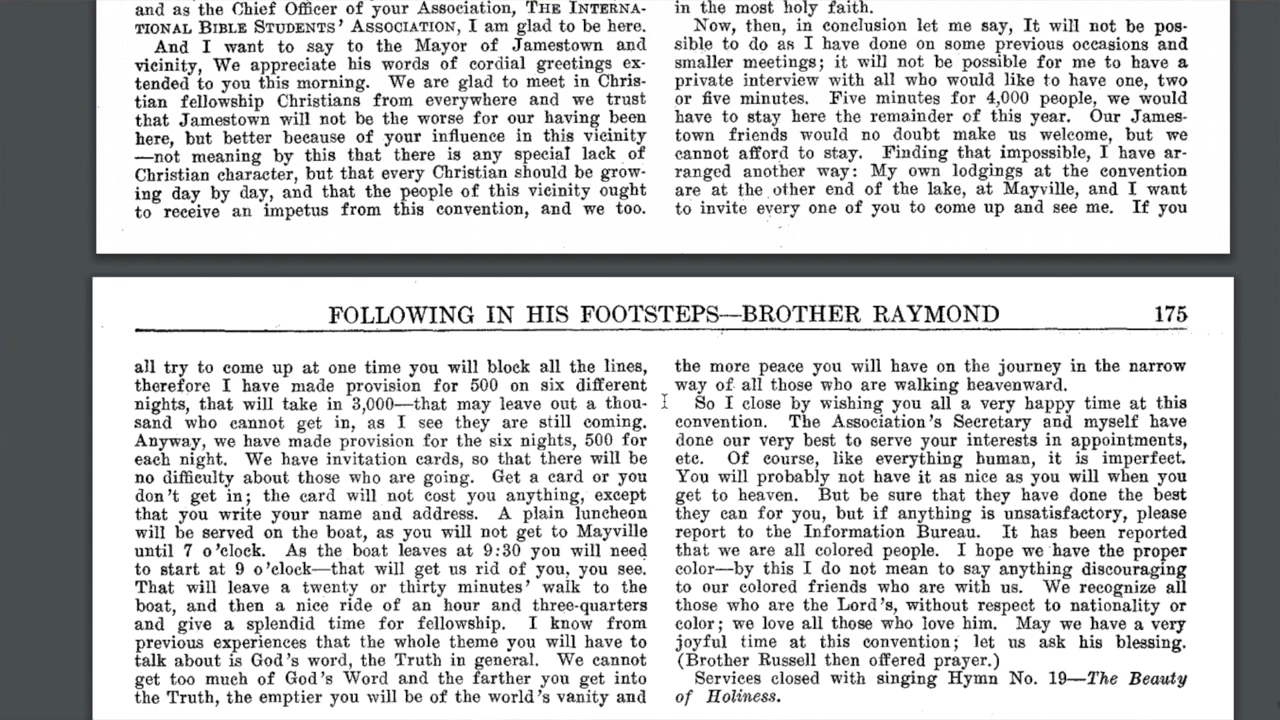 and as the Chief Officer of your Association, THE INTERNA-
TIONAL BIBLE STUDENTS' ASSOCIATION, I am glad to be here.
And I want to say to the Mayor of Jamestown and
vicinity, We appreciate his words of cordial greetings ex-
tended to you this morning. We are glad to meet in Chris-
tian fellowship Christians from everywhere and we trust
that Jamestown will not be the worse for our having been
here, but better because of your influence in this vicinity
—not meaning by this that there is any special lack of
Christian character, but that every Christian should be grow-
ing day by day, and that the people of this vicinity ought
to receive an impetus from this convention, and we too.
in the most holy faith.
Now, then, in conclusion let me say, It will not be pos-
sible to do as I have done on some previous occasions and
smaller meetings; it will not be possible for me to have a
private interview with all who would like to have one, two
or five minutes. Five minutes for 4,000 people, we would
have to stay here the remainder of this year. Our James-
town friends would no doubt make us welcome, but we
cannot afford to stay. Finding that impossible, I have ar-
ranged another way: My own lodgings at the convention
are at the other end of the lake, at Mayville, and I want
to invite every one of you to come up and see me. If you
FOLLOWING IN HIS FOOTSTEPS—BROTHER RAYMOND 175
all try to come up at one time you will block all the lines,
therefore I have made provision for 500 on six different
nights, that will take in 3,000—that may leave out a thou-
sand who cannot get in, as I see they are still coming.
Anyway, we have made provision for the six nights, 500 for
each night. We have invitation cards, so that there will be
no difficulty about those who are going. Get a card or you
don't get in; the card will not cost you anything, except
that you write your name and address. A plain luncheon
will be served on the boat, as you will not get to Mayville
until 7 o'clock. As the boat leaves at 9:30 you will need
to start at 9 o'clock—that will get us rid of you, you see.
That will leave a twenty or thirty minutes' walk to the
boat, and then a nice ride of an hour and three-quarters
and give a splendid time for fellowship. I know from
previous experiences that the whole theme you will have to
talk about is God's word, the Truth in general. We cannot
get too much of God's Word and the farther you get into
the Truth, the emptier you will be of the world's vanity and
the more peace you will have on the journey in the narrow
way of all those who are walking heavenward.
So I close by wishing you all a very happy time at this
convention. The Association's Secretary and myself have
done our very best to serve your interests in appointments,
etc. Of course, like everything human, it is imperfect.
You will probably not have it as nice as you will when you
get to heaven. But be sure that they have done the best
they can for you, but if anything is unsatisfactory, please
report to the Information Bureau. It has been reported
that we are all colored people. I hope we have the proper
color—by this I do not mean to say anything discouraging
to our colored friends who are with us. We recognize all
those who are the Lord's, without respect to nationality or
color; we love all those who love him. May we have a very
joyful time at this convention; let us ask his blessing.
(Brother Russell then offered prayer.)
Services closed with singing Hymn No. 19—The Beauty
of Holiness.